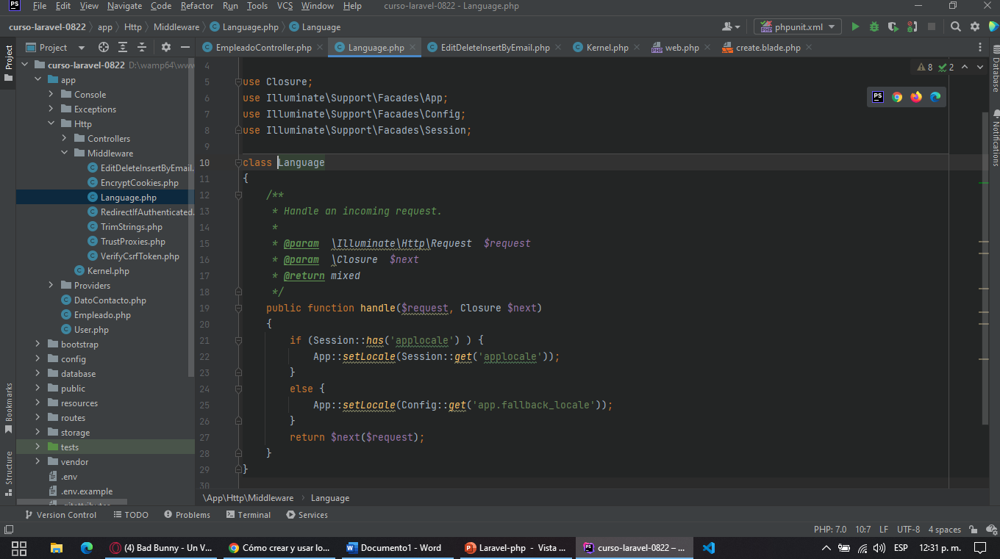 PS File Edit View Navigate Code Refactor Run Tools VCS Window Help curso-laravel-0822 - Language.php
curso-laravel-0822 app Http Middleware Language.php Language phpunit.xml
Project EmpleadoController.php Language.php EditDeleteInsertByEmail.php Kernel.php web.php create.blade.php
Project
curso-laravel-0822 D:\wamp64\www
app
Console
Exceptions
Http
Controllers
Middleware
EditDeleteInsertByEmail.
EncryptCookies.php
Language.php
RedirectIfAuthenticated.
TrimStrings.php
TrustProxies.php
VerifyCsrfToken.php
Kernel.php
Providers
DatoContacto.php
Empleado.php
User.php
bootstrap
config
database
public
resources
routes
storage
tests
vendor
.env
.env.example
.gitattributes
Bookmarks
Structure
4
5 use Closure;
6 use Illuminate\Support\Facades\App;
7 use Illuminate\Support\Facades\Config;
8 use Illuminate\Support\Facades\Session;
9
10 class Language
11 {
12 /**
13 * Handle an incoming request.
14 *
15 * @param \Illuminate\Http\Request $request
16 * @param \Closure $next
17 * @return mixed
18 */
19 public function handle($request, Closure $next)
20 {
21 if (Session::has('applocale') ) {
22 App::setLocale(Session::get('applocale'));
23 }
24 else {
25 App::setLocale(Config::get('app.fallback_locale'));
26 }
27 return $next($request);
28 }
29 }
30
8 2
PS
Database
Notifications
\App\Http\Middleware Language
Version Control TODO Problems Terminal Services
PHP: 7.0 10:7 LF UTF-8 4 spaces
(4) Bad Bunny - Un V... Cómo crear y usar lo... Documento1 - Word Laravel-php - Vista ... curso-laravel-0822 – ... ESP 12:31 p. m.